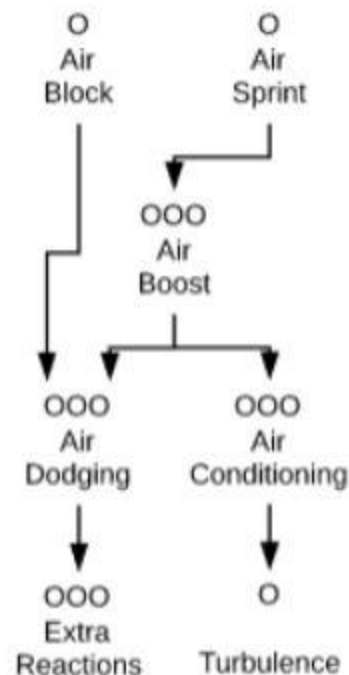 O
Air
Block
O
Air
Sprint
OOO
Air
Boost
OOO
Air
Dodging
OOO
Air
Conditioning
OOO
Extra
Reactions
O
Turbulence